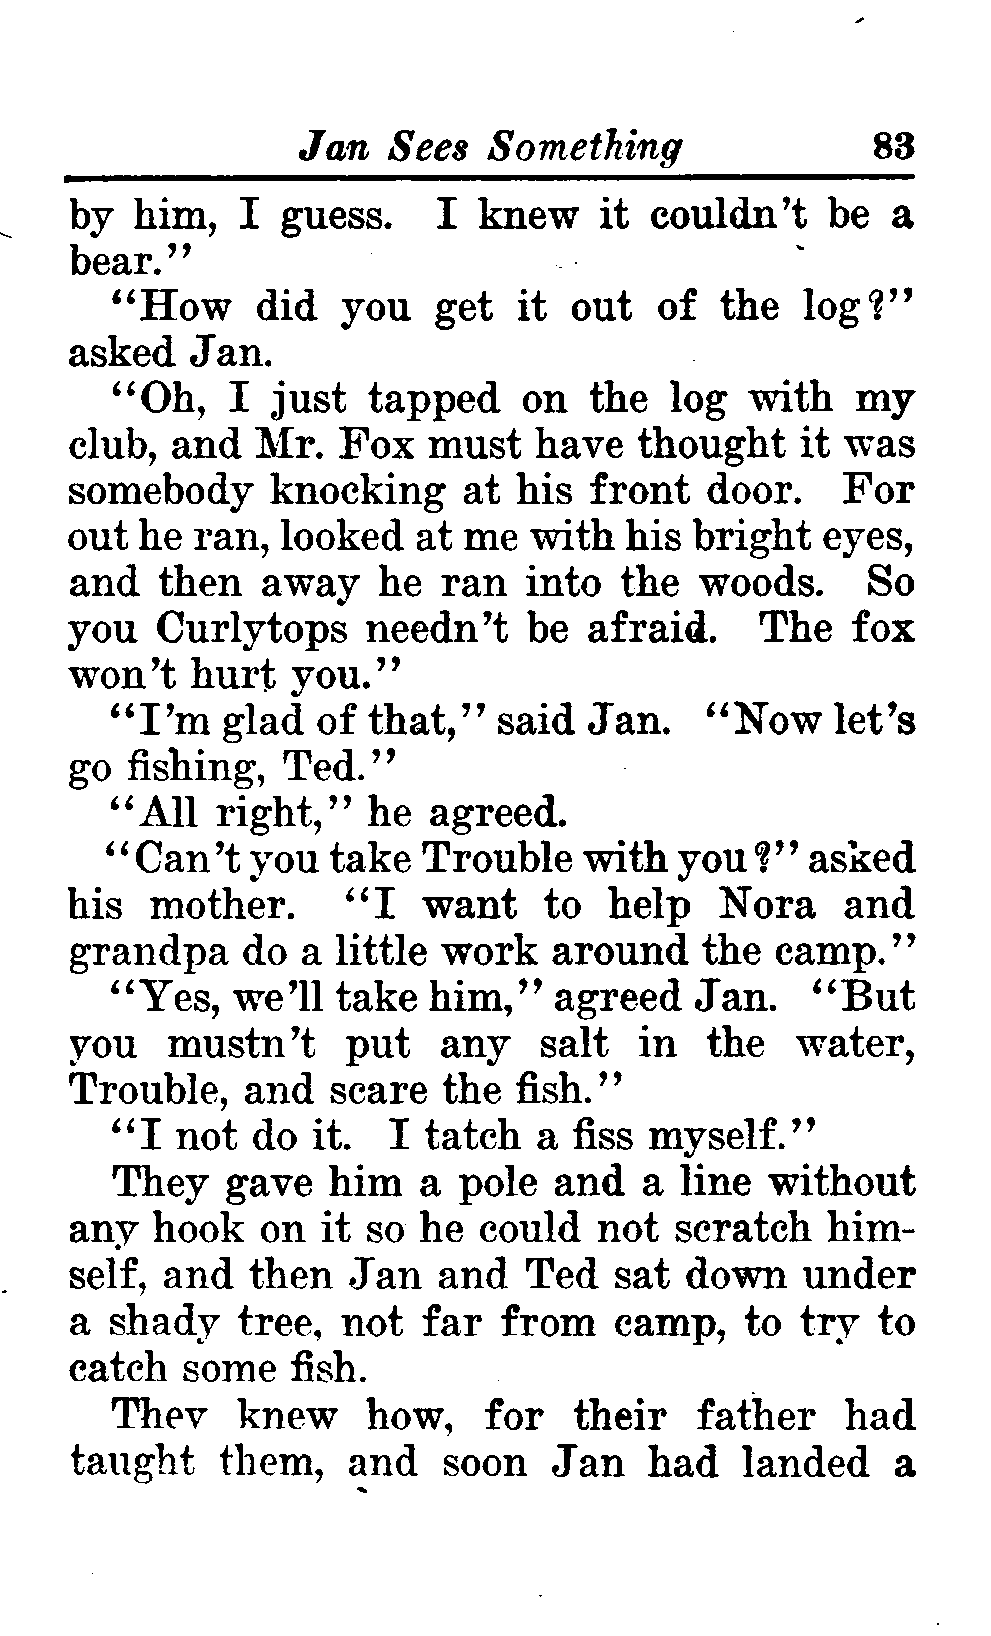 Jan Sees Something 83
by him, I guess. I knew it couldn't be a
bear."
"How did you get it out of the log?"
asked Jan.
"Oh, I just tapped on the log with my
club, and Mr. Fox must have thought it was
somebody knocking at his front door. For
out he ran, looked at me with his bright eyes,
and then away he ran into the woods. So
you Curlytops needn't be afraid. The fox
won't hurt you."
"I'm glad of that," said Jan. "Now let's
go fishing, Ted."
"All right," he agreed.
"Can't you take Trouble with you?" asked
his mother. "I want to help Nora and
grandpa do a little work around the camp."
"Yes, we'll take him," agreed Jan. "But
you mustn't put any salt in the water,
Trouble, and scare the fish."
"I not do it. I tatch a fiss myself."
They gave him a pole and a line without
any hook on it so he could not scratch him-
self, and then Jan and Ted sat down under
a shady tree, not far from camp, to try to
catch some fish.
They knew how, for their father had
taught them, and soon Jan had landed a